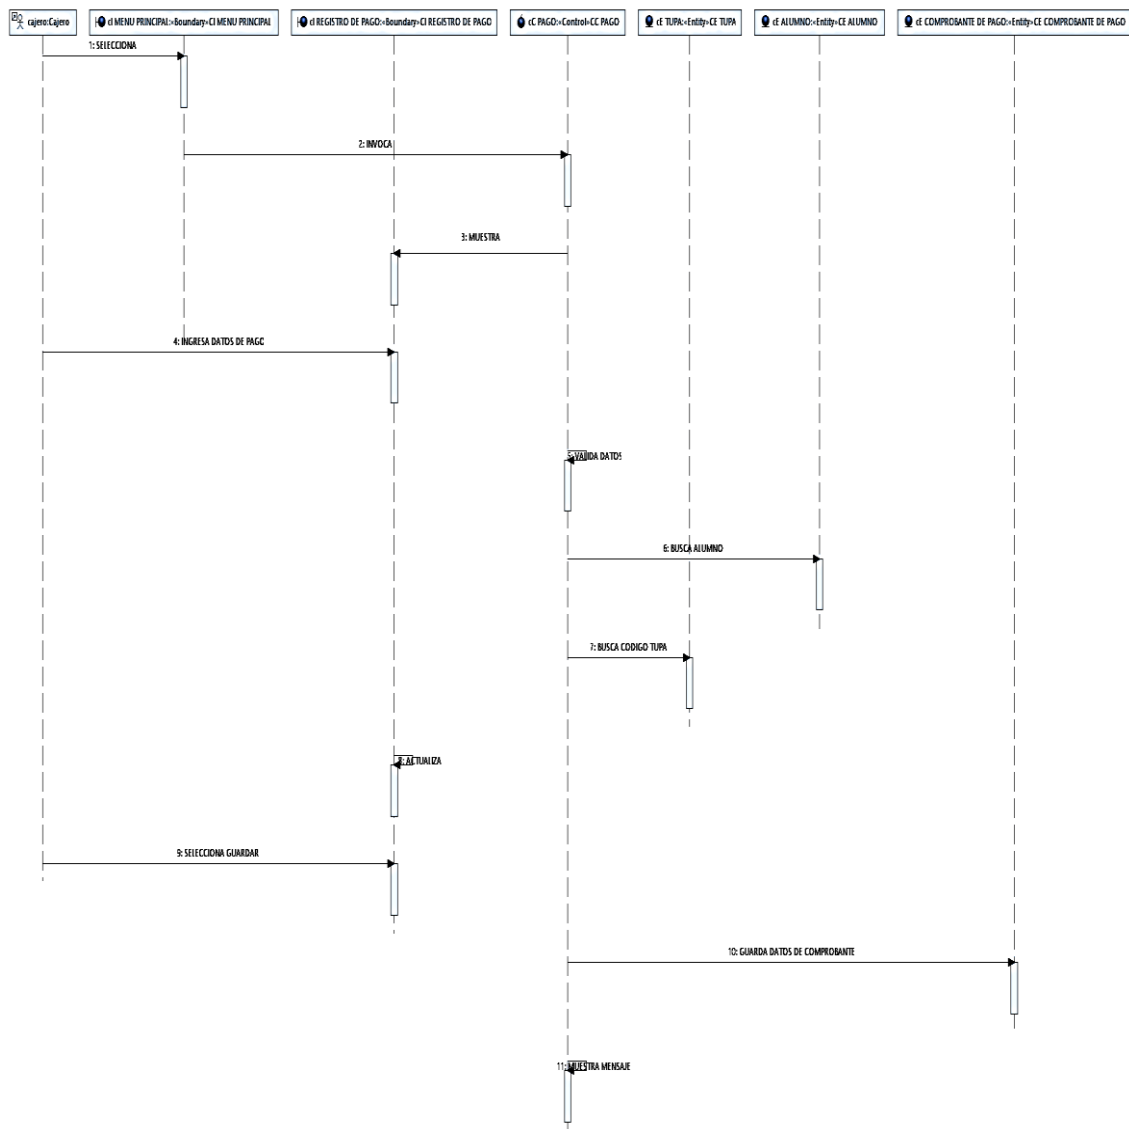 cajero:Cajero
cI MENU PRINCIPAL:«Boundary»CI MENU PRINCIPAL
cI REGISTRO DE PAGO:«Boundary»CI REGISTRO DE PAGO
cC PAGO:«Control»CC PAGO
cE TUPA:«Entity»CE TUPA
cE ALUMNO:«Entity»CE ALUMNO
cE COMPROBANTE DE PAGO:«Entity»CE COMPROBANTE DE PAGO
1: SELECCIONA
2: INVOCA
3: MUESTRA
4: INGRESA DATOS DE PAGO
5: VALIDA DATOS
6: BUSCA ALUMNO
7: BUSCA CODIGO TUPA
8: ACTUALIZA
9: SELECCIONA GUARDAR
10: GUARDA DATOS DE COMPROBANTE
11: MUESTRA MENSAJE